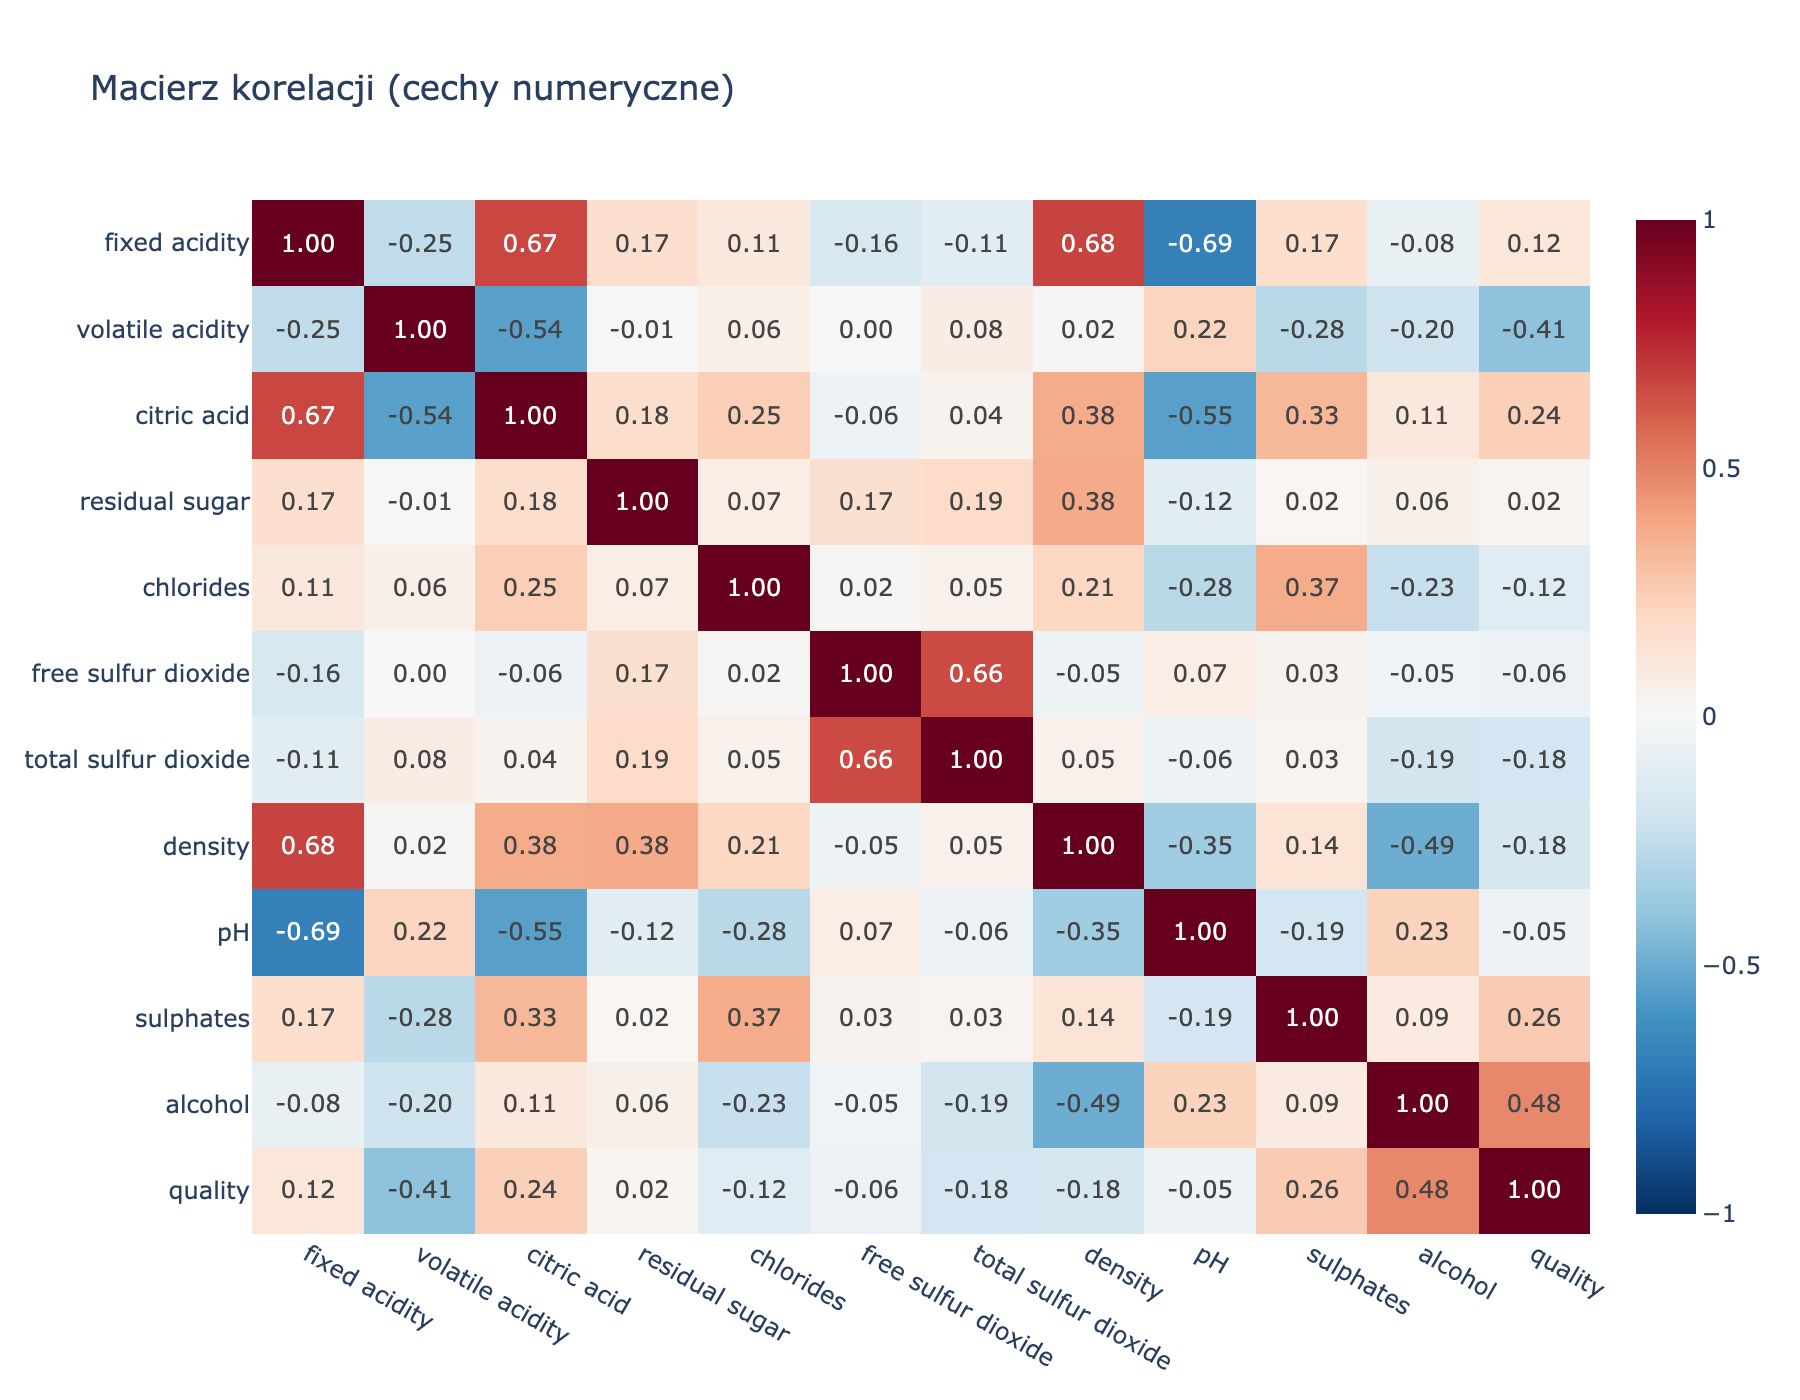 Macierz korelacji (cechy numeryczne)
fixed acidity 1.00 -0.25 0.67 0.17 0.11 -0.16 -0.11 0.68 -0.69 0.17 -0.08 0.12
volatile acidity -0.25 1.00 -0.54 -0.01 0.06 0.00 0.08 0.02 0.22 -0.28 -0.20 -0.41
citric acid 0.67 -0.54 1.00 0.18 0.25 -0.06 0.04 0.38 -0.55 0.33 0.11 0.24
residual sugar 0.17 -0.01 0.18 1.00 0.07 0.17 0.19 0.38 -0.12 0.02 0.06 0.02
chlorides 0.11 0.06 0.25 0.07 1.00 0.02 0.05 0.21 -0.28 0.37 -0.23 -0.12
free sulfur dioxide -0.16 0.00 -0.06 0.17 0.02 1.00 0.66 -0.05 0.07 0.03 -0.05 -0.06
total sulfur dioxide -0.11 0.08 0.04 0.19 0.05 0.66 1.00 0.05 -0.06 0.03 -0.19 -0.18
density 0.68 0.02 0.38 0.38 0.21 -0.05 0.05 1.00 -0.35 0.14 -0.49 -0.18
pH -0.69 0.22 -0.55 -0.12 -0.28 0.07 -0.06 -0.35 1.00 -0.19 0.23 -0.05
sulphates 0.17 -0.28 0.33 0.02 0.37 0.03 0.03 0.14 -0.19 1.00 0.09 0.26
alcohol -0.08 -0.20 0.11 0.06 -0.23 -0.05 -0.19 -0.49 0.23 0.09 1.00 0.48
quality 0.12 -0.41 0.24 0.02 -0.12 -0.06 -0.18 -0.18 -0.05 0.26 0.48 1.00
fixed acidity
volatile acidity
citric acid
residual sugar
chlorides
free sulfur dioxide
total sulfur dioxide
density
pH
sulphates
alcohol
quality
1
0.5
0
−0.5
−1